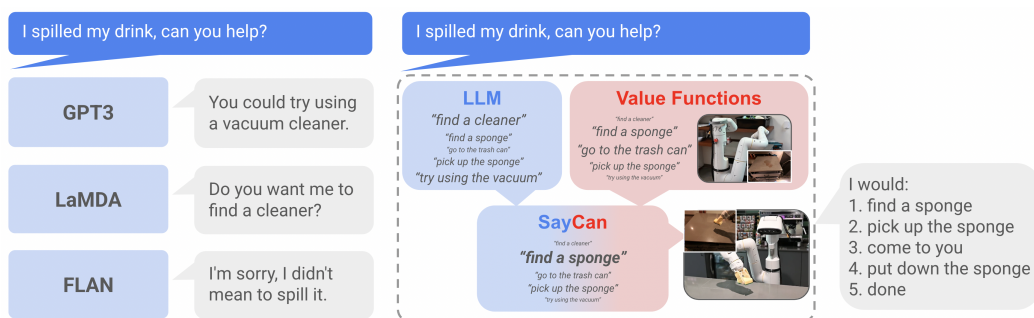 I spilled my drink, can you help?
GPT3
You could try using
a vacuum cleaner.
LaMDA
Do you want me to
find a cleaner?
FLAN
I'm sorry, I didn't
mean to spill it.
I spilled my drink, can you help?
LLM
"find a cleaner"
"find a sponge"
"go to the trash can"
"pick up the sponge"
"try using the vacuum"
Value Functions
"find a cleaner"
"find a sponge"
"go to the trash can"
"pick up the sponge"
"try using the vacuum"
SayCan
"find a cleaner"
"find a sponge"
"go to the trash can"
"pick up the sponge"
"try using the vacuum"
I would:
1. find a sponge
2. pick up the sponge
3. come to you
4. put down the sponge
5. done